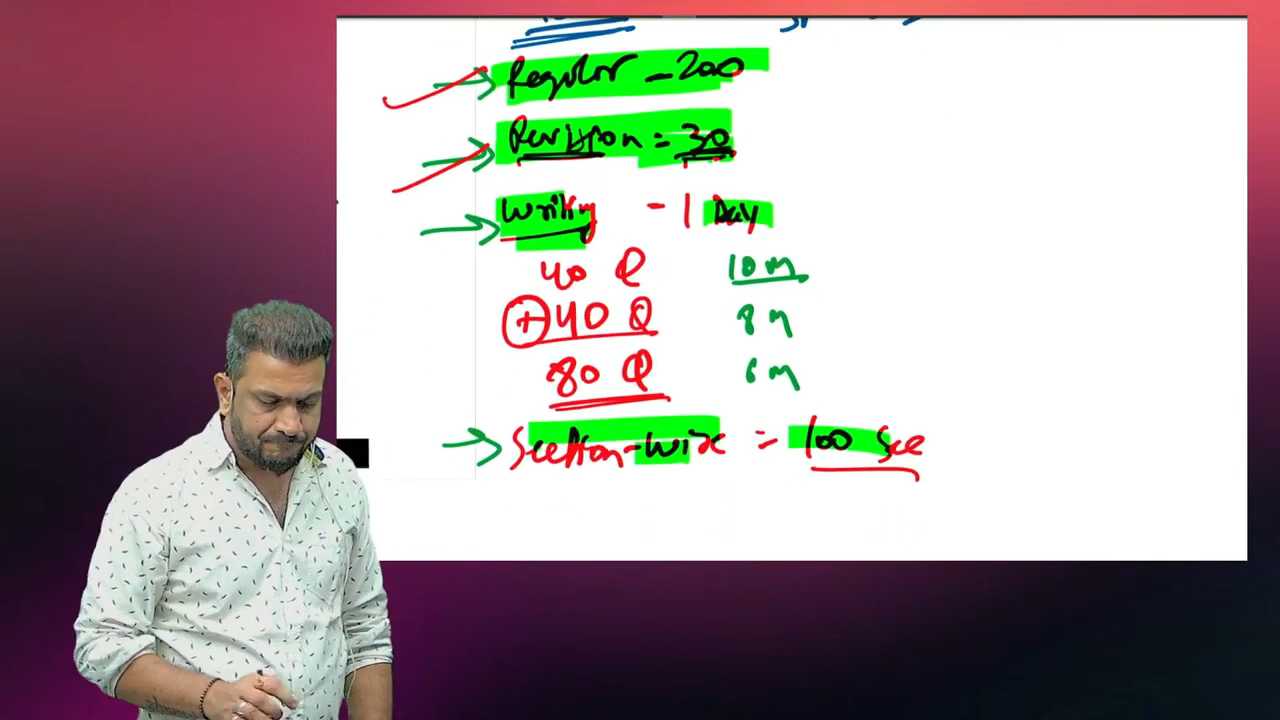 Regular - 200
Revision = 30
Writing - 1 Day
40 Q 10 M
+ 40 Q 8 M
80 Q 6 M
Section-Wise = 100 Sec